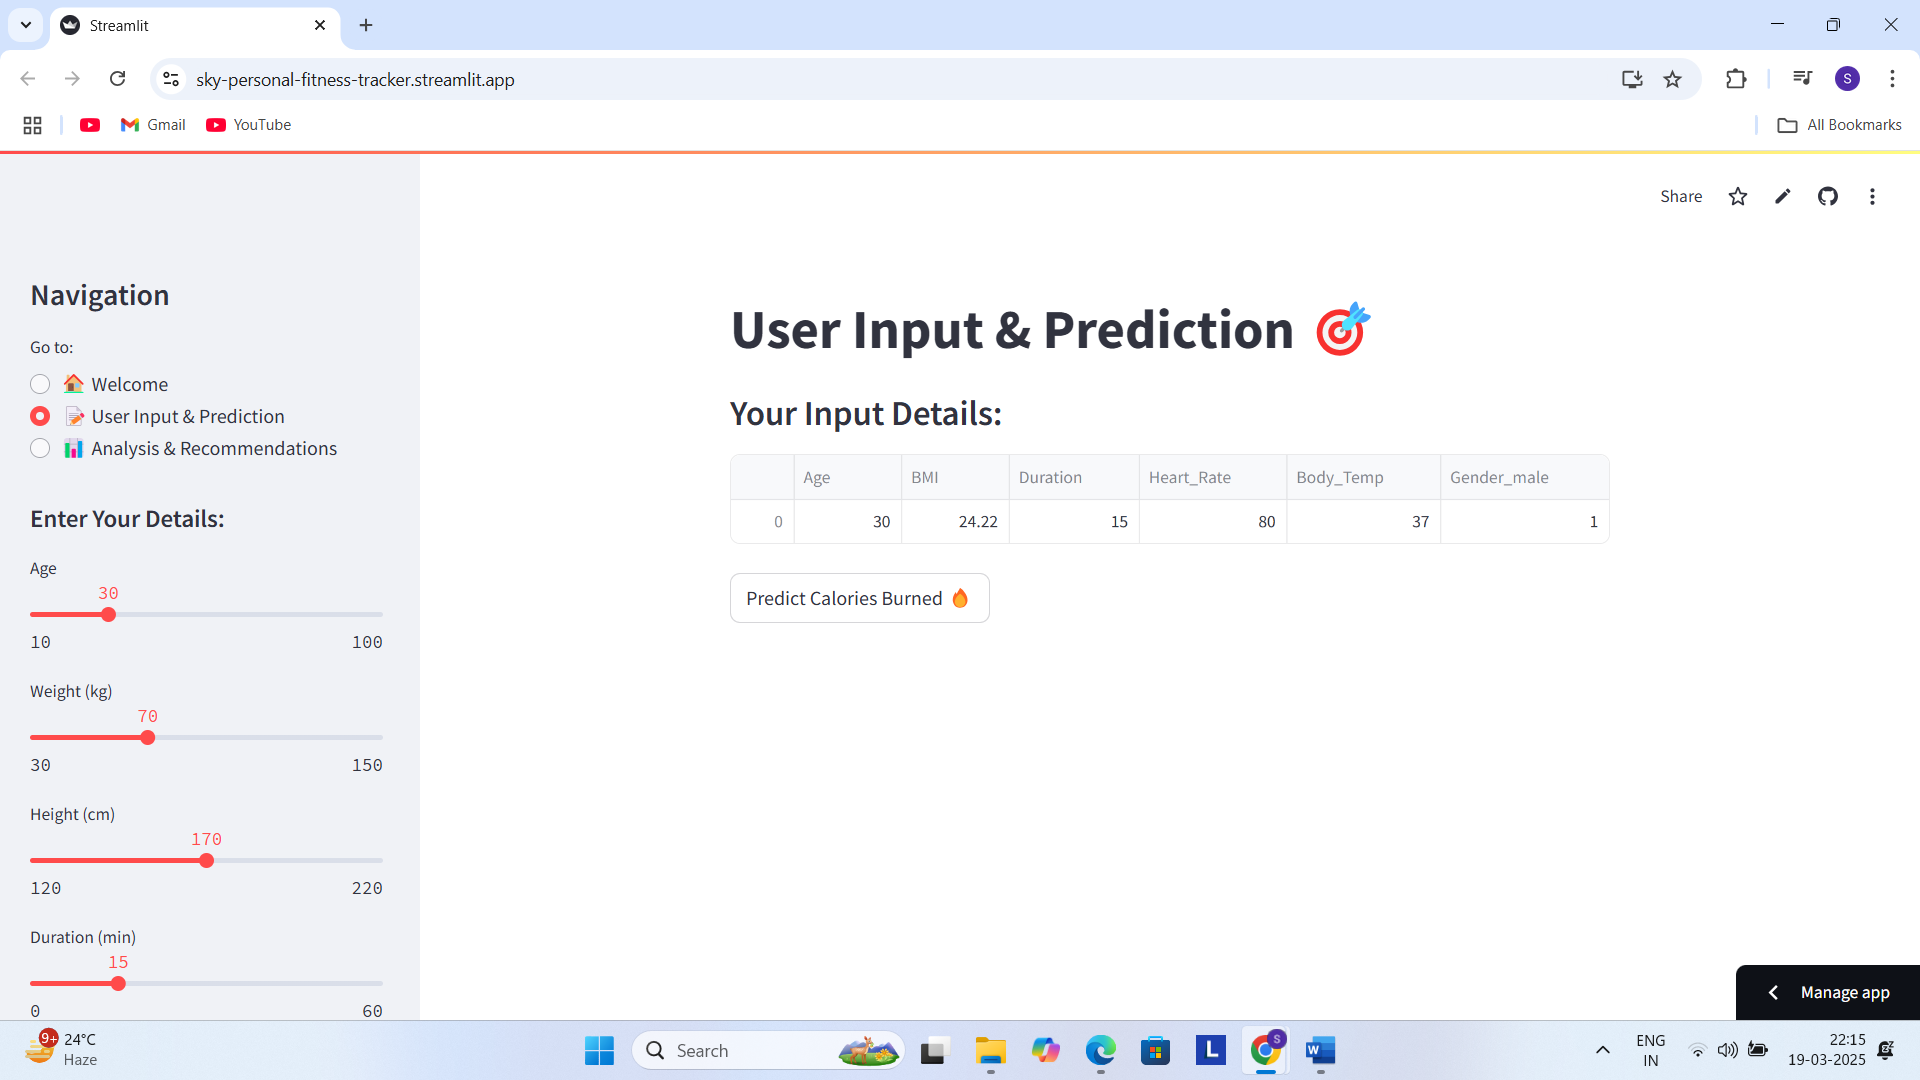 Streamlit
sky-personal-fitness-tracker.streamlit.app
S
Gmail
YouTube
All Bookmarks
Share
Navigation
Go to:
Welcome
User Input & Prediction
Analysis & Recommendations
Enter Your Details:
Age
30
10 100
Weight (kg)
70
30 150
Height (cm)
170
120 220
Duration (min)
15
0 60
User Input & Prediction
Your Input Details:
Age BMI Duration Heart_Rate Body_Temp Gender_male
0 30 24.22 15 80 37 1
Predict Calories Burned
Manage app
9+
24°C
Haze
Search
L
S
W
ENG
IN
22:15
19-03-2025